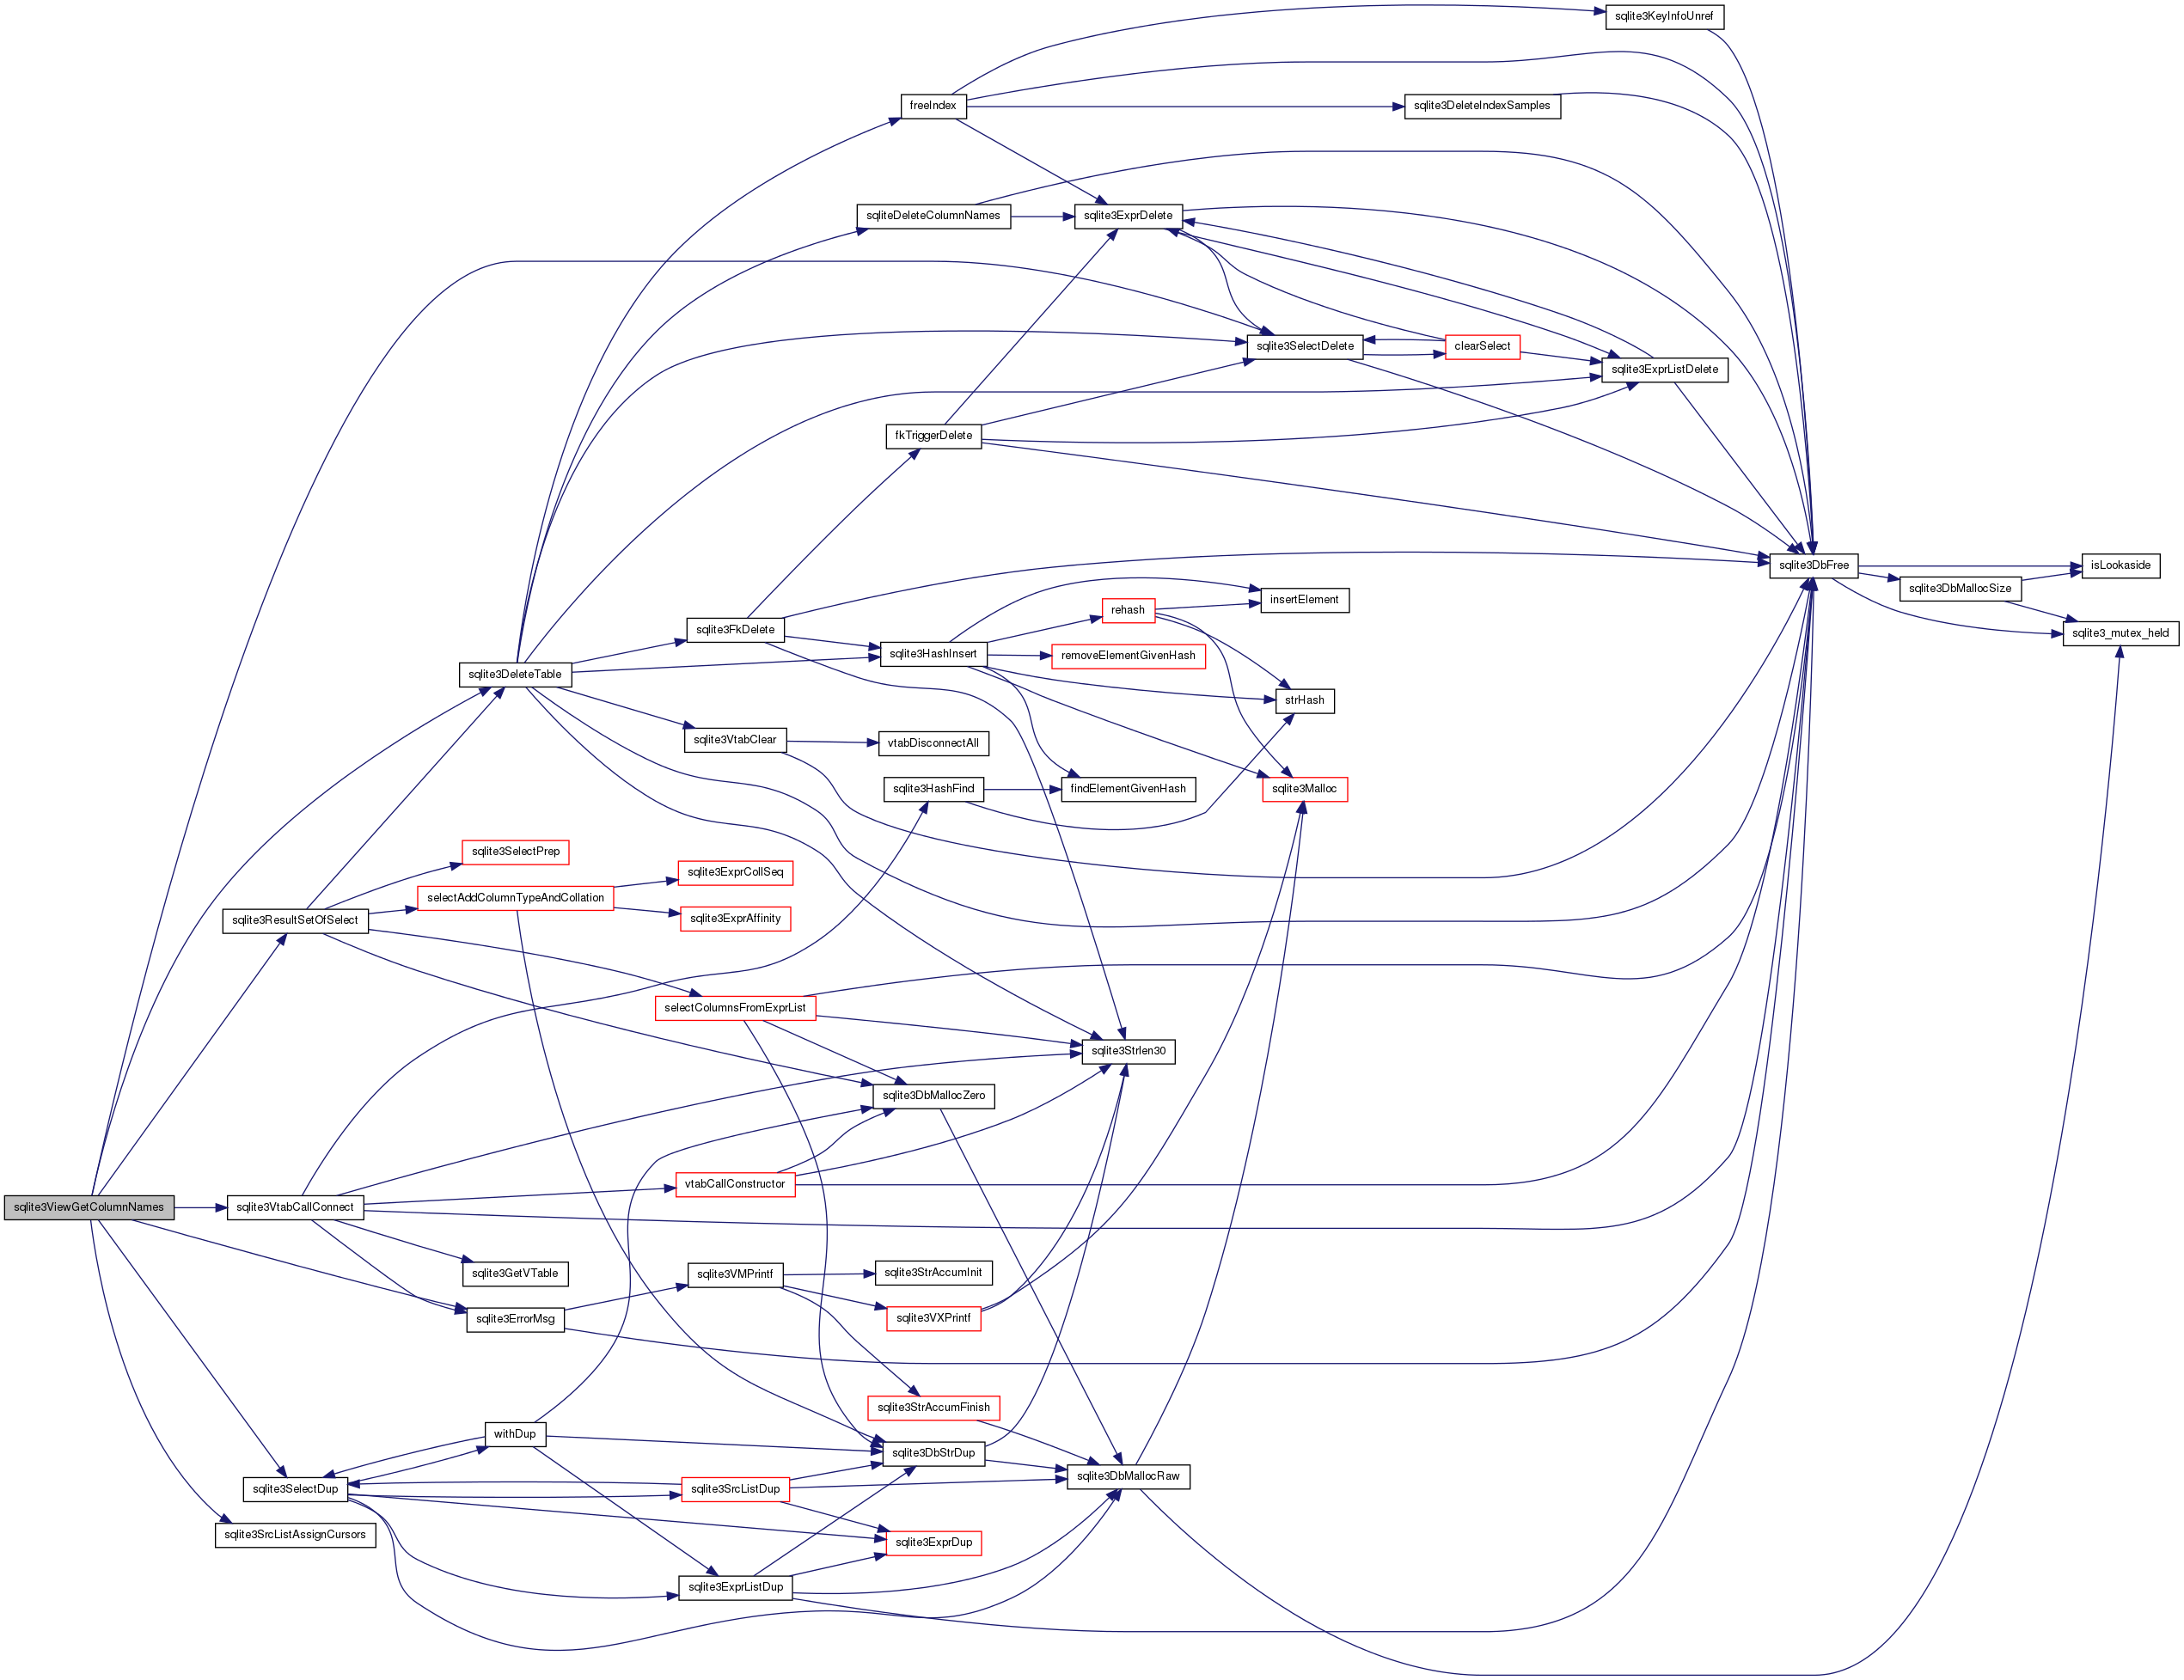 sqlite3KeyInfoUnref
freeIndex
sqlite3DeleteIndexSamples
sqliteDeleteColumnNames
sqlite3ExprDelete
sqlite3SelectDelete
clearSelect
sqlite3ExprListDelete
fkTriggerDelete
sqlite3DbFree
isLookaside
sqlite3DbMallocSize
insertElement
rehash
sqlite3FkDelete
sqlite3_mutex_held
sqlite3HashInsert
removeElementGivenHash
sqlite3DeleteTable
strHash
sqlite3VtabClear
vtabDisconnectAll
sqlite3HashFind
findElementGivenHash
sqlite3Malloc
sqlite3SelectPrep
sqlite3ExprCollSeq
selectAddColumnTypeAndCollation
sqlite3ResultSetOfSelect
sqlite3ExprAffinity
selectColumnsFromExprList
sqlite3Strlen30
sqlite3DbMallocZero
vtabCallConstructor
sqlite3ViewGetColumnNames
sqlite3VtabCallConnect
sqlite3GetVTable
sqlite3VMPrintf
sqlite3StrAccumInit
sqlite3ErrorMsg
sqlite3VXPrintf
sqlite3StrAccumFinish
withDup
sqlite3DbStrDup
sqlite3DbMallocRaw
sqlite3SelectDup
sqlite3SrcListDup
sqlite3SrcListAssignCursors
sqlite3ExprDup
sqlite3ExprListDup